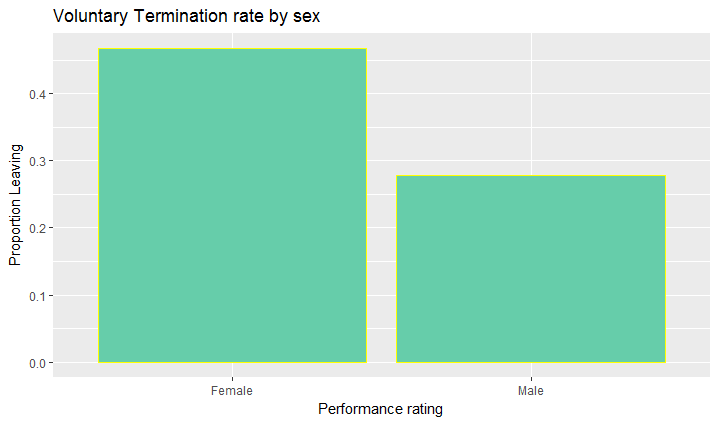 Voluntary Termination rate by sex
Proportion Leaving
0.4
0.3
0.2
0.1
0.0
Female
Male
Performance rating